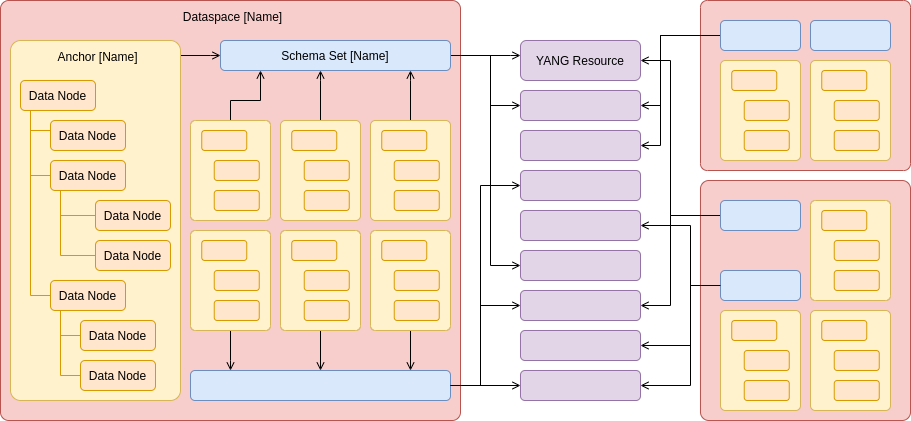 Dataspace [Name]
Anchor [Name]
Schema Set [Name]
YANG Resource
Data Node
Data Node
Data Node
Data Node
Data Node
Data Node
Data Node
Data Node